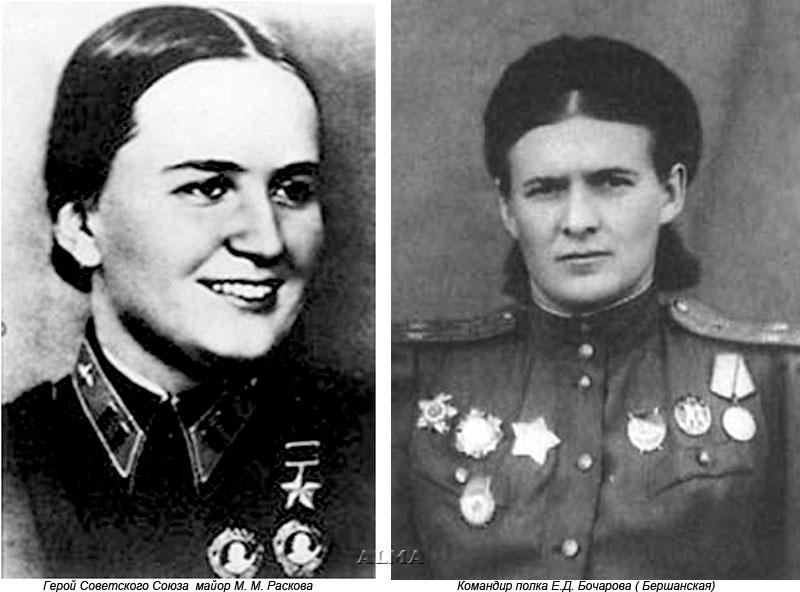 ALMA
Герой Советского Союза майор М. М. Раскова
Командир полка Е.Д. Бочарова ( Бершанская)